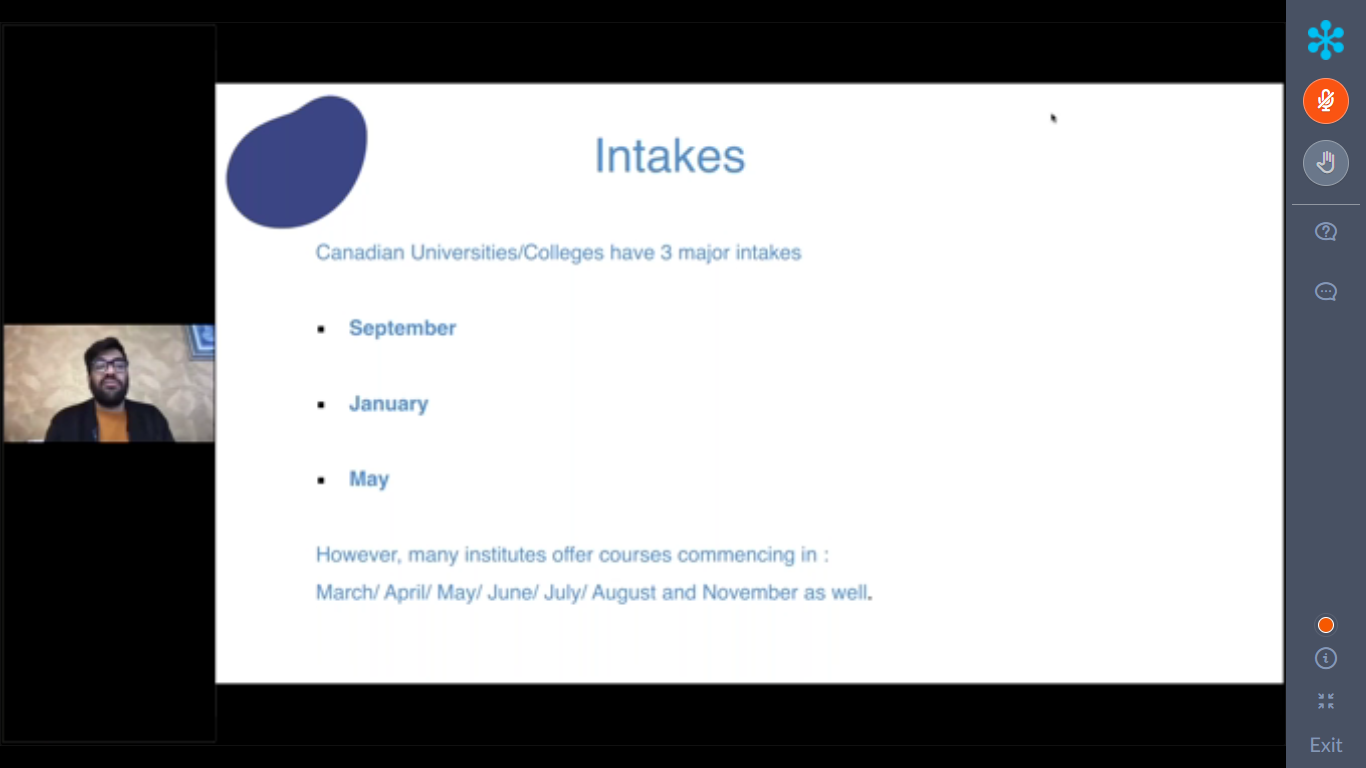 Intakes
Canadian Universities/Colleges have 3 major intakes
▪ September
▪ January
▪ May
However, many institutes offer courses commencing in :
March/ April/ May/ June/ July/ August and November as well.
Exit